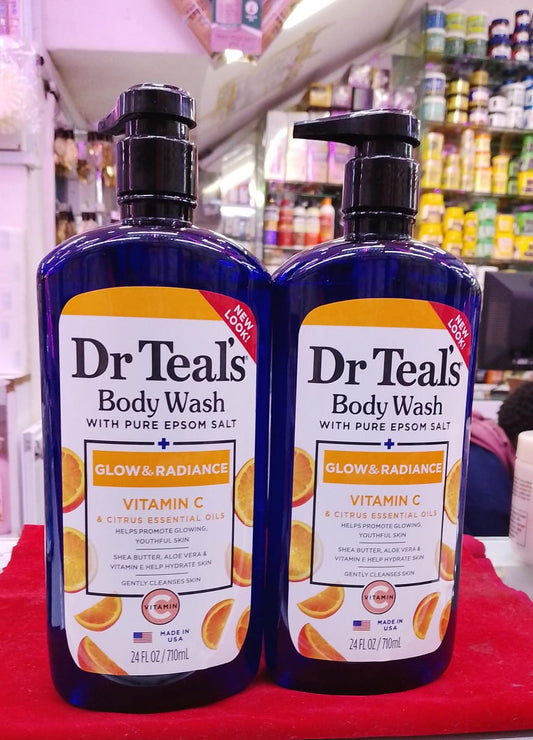 NEW
LOOK!
Dr Teal's®
Body Wash
WITH PURE EPSOM SALT
+
GLOW & RADIANCE
VITAMIN C
& CITRUS ESSENTIAL OILS
HELPS PROMOTE GLOWING,
YOUTHFUL SKIN
SHEA BUTTER, ALOE VERA &
VITAMIN E HELP HYDRATE SKIN
GENTLY CLEANSES SKIN
C
VITAMIN
MADE IN
USA
24 FL OZ / 710mL
NEW
LOOK!
Dr Teal's®
Body Wash
WITH PURE EPSOM SALT
+
GLOW & RADIANCE
VITAMIN C
& CITRUS ESSENTIAL OILS
HELPS PROMOTE GLOWING,
YOUTHFUL SKIN
SHEA BUTTER, ALOE VERA &
VITAMIN E HELP HYDRATE SKIN
GENTLY CLEANSES SKIN
C
VITAMIN
MADE IN
USA
24 FL OZ / 710mL